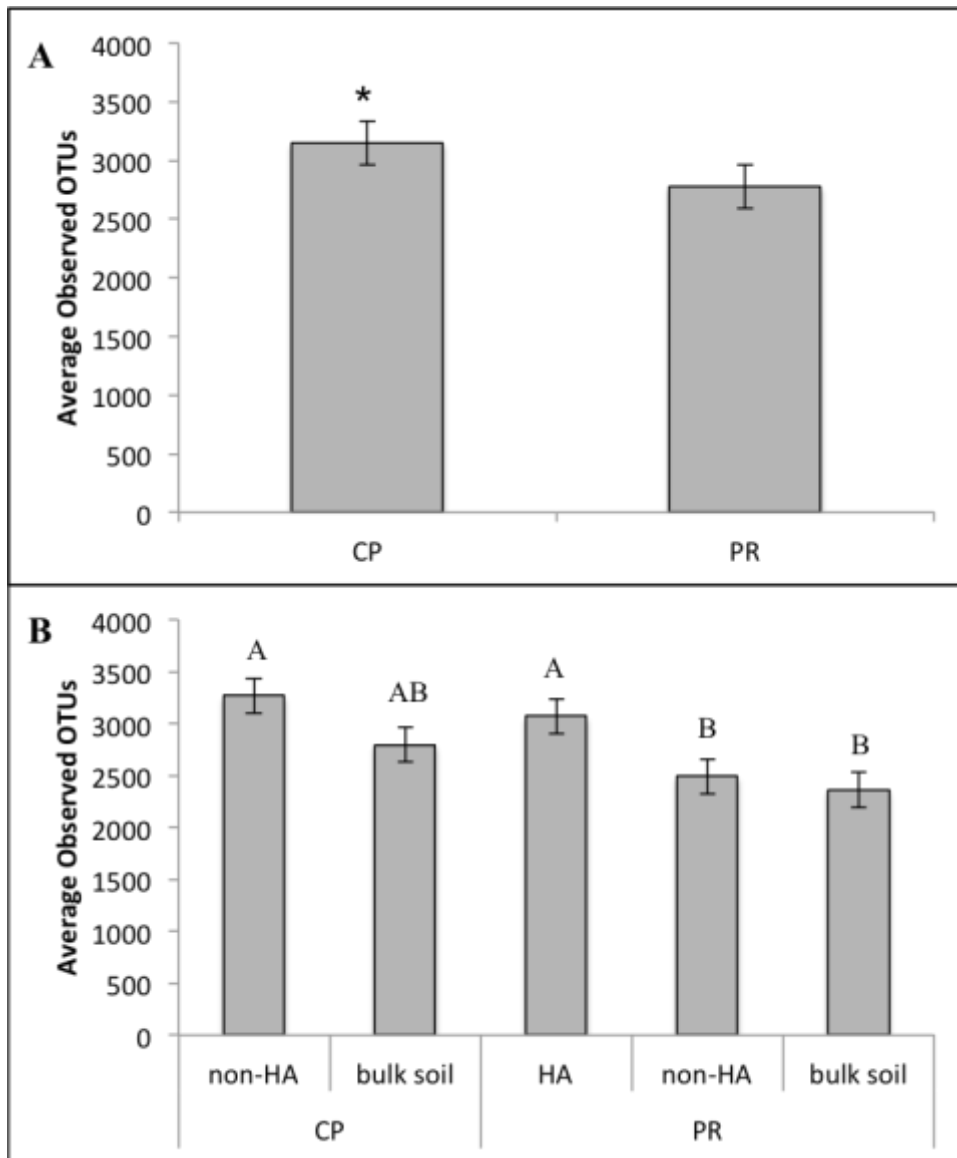 A
Average Observed OTUs
4000
3500
3000
2500
2000
1500
1000
500
0
*
CP
PR
B
Average Observed OTUs
4000
3500
3000
2500
2000
1500
1000
500
0
A
AB
A
B
B
non-HA bulk soil HA non-HA bulk soil
CP PR